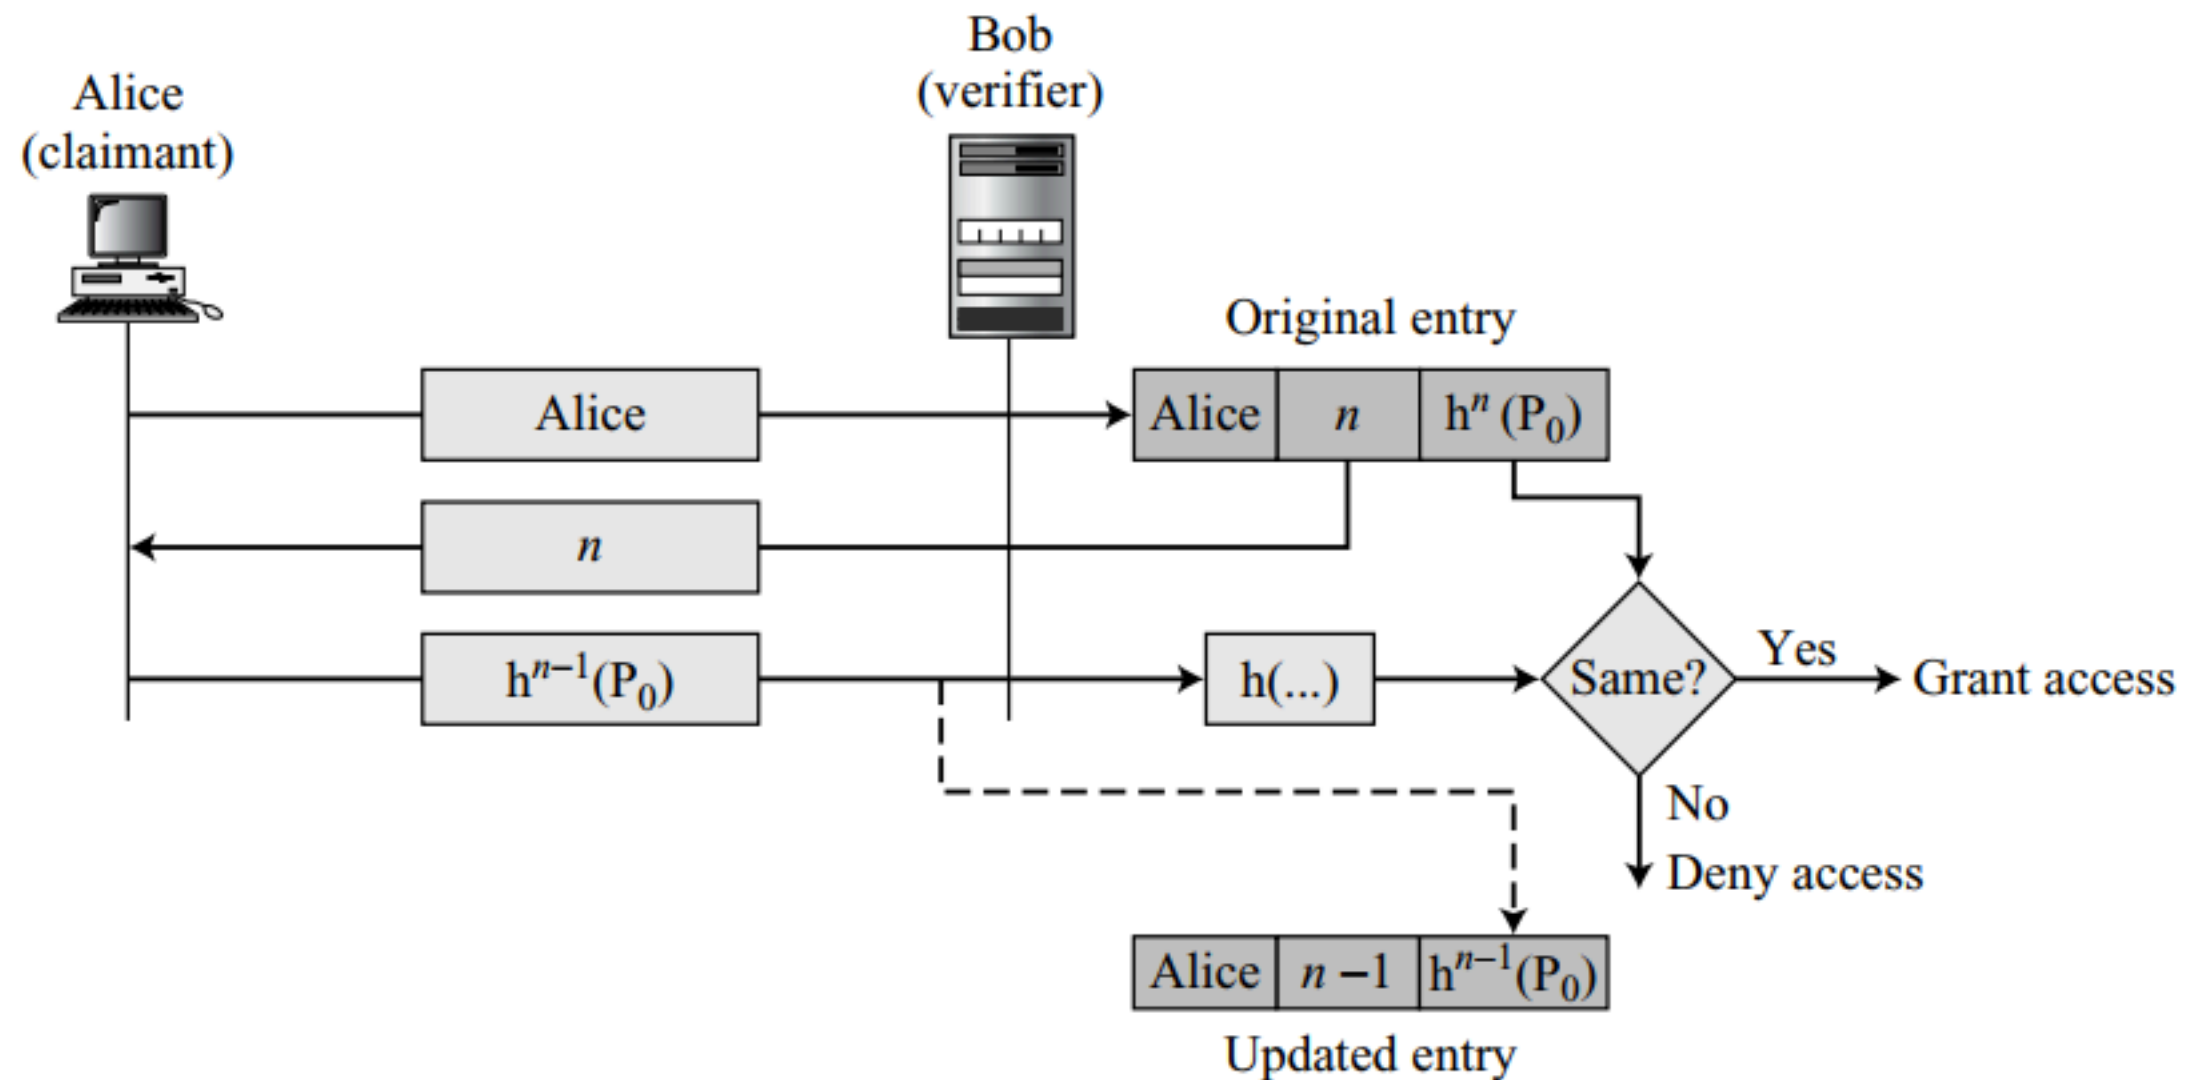 Bob
(verifier)
Alice
(claimant)
Original entry
Alice
Alice n hⁿ (P₀)
n
hⁿ⁻¹(P₀)
h(...)
Same?
Yes
Grant access
No
Deny access
Alice n –1 hⁿ⁻¹(P₀)
Updated entry